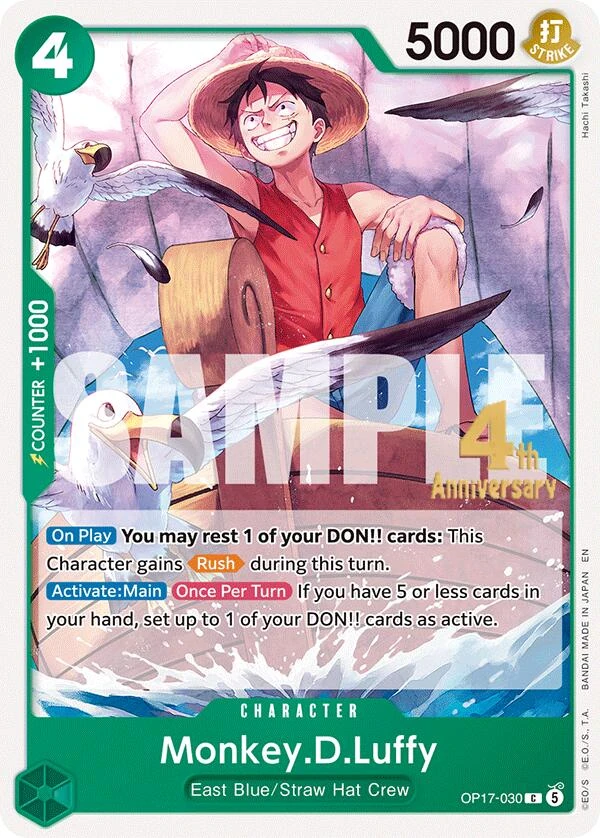 4
5000
打
STRIKE
Hachi Takashi
COUNTER +1000
SAMPLE
4th
Anniversary
On Play You may rest 1 of your DON!! cards: This
Character gains Rush during this turn.
Activate:Main Once Per Turn If you have 5 or less cards in
your hand, set up to 1 of your DON!! cards as active.
CHARACTER
Monkey.D.Luffy
East Blue/Straw Hat Crew
OP17-030 C 5
©E.O/S ©E.O./S., T.A. BANDAI MADE IN JAPAN EN